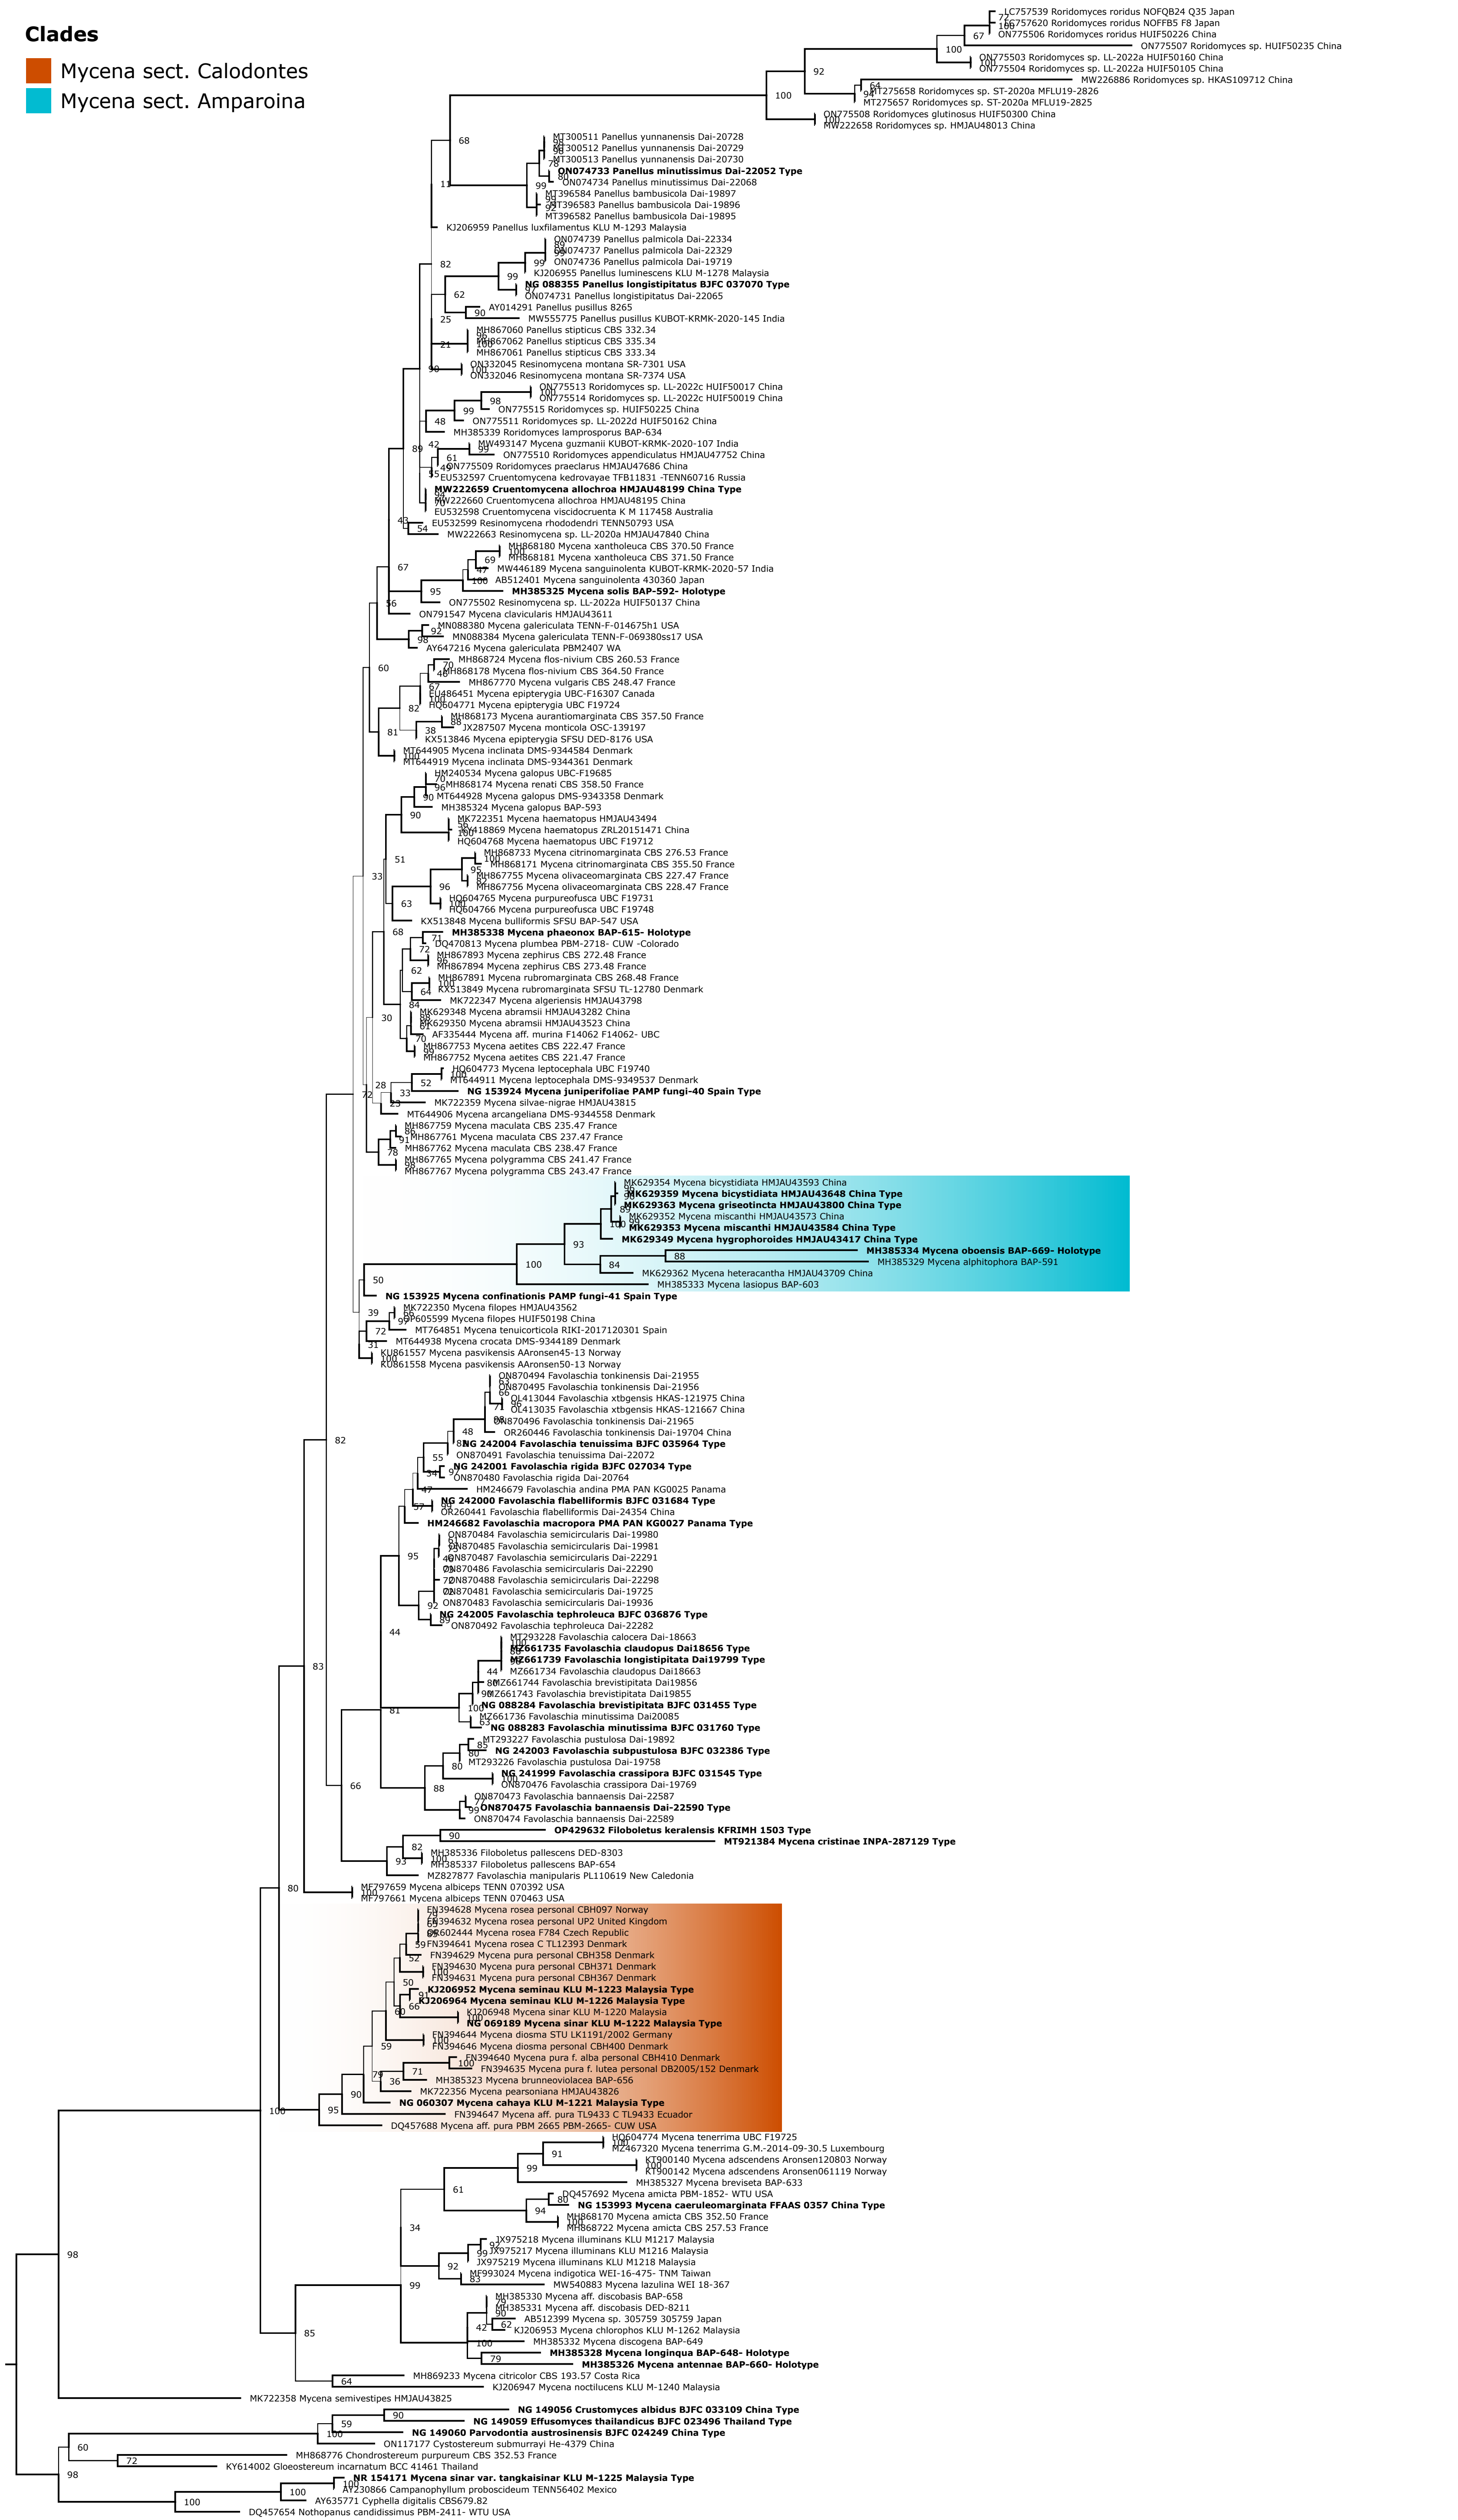 Clades
Mycena sect. Calodontes
Mycena sect. Amparoina
LC757539 Roridomyces roridus NOFQB24 Q35 Japan
LC757620 Roridomyces roridus NOFFB5 F8 Japan
ON775506 Roridomyces roridus HUIF50226 China
ON775507 Roridomyces sp. HUIF50235 China
ON775503 Roridomyces sp. LL-2022a HUIF50160 China
ON775504 Roridomyces sp. LL-2022a HUIF50105 China
MW226886 Roridomyces sp. HKAS109712 China
MT275658 Roridomyces sp. ST-2020a MFLU19-2826
MT275657 Roridomyces sp. ST-2020a MFLU19-2825
ON775508 Roridomyces glutinosus HUIF50300 China
MW222658 Roridomyces sp. HMJAU48013 China
MT300511 Panellus yunnanensis Dai-20728
MT300512 Panellus yunnanensis Dai-20729
MT300513 Panellus yunnanensis Dai-20730
ON074733 Panellus minutissimus Dai-22052 Type
ON074734 Panellus minutissimus Dai-22068
MT396584 Panellus bambusicola Dai-19897
MT396583 Panellus bambusicola Dai-19896
MT396582 Panellus bambusicola Dai-19895
KJ206959 Panellus luxfilamentus KLU M-1293 Malaysia
ON074739 Panellus palmicola Dai-22334
ON074737 Panellus palmicola Dai-22329
ON074736 Panellus palmicola Dai-19719
KJ206955 Panellus luminescens KLU M-1278 Malaysia
NG 088355 Panellus longistipitatus BJFC 037070 Type
ON074731 Panellus longistipitatus Dai-22065
AY014291 Panellus pusillus 8265
MW555775 Panellus pusillus KUBOT-KRMK-2020-145 India
MH867060 Panellus stipticus CBS 332.34
MH867062 Panellus stipticus CBS 335.34
MH867061 Panellus stipticus CBS 333.34
ON332045 Resinomycena montana SR-7301 USA
ON332046 Resinomycena montana SR-7374 USA
ON775513 Roridomyces sp. LL-2022c HUIF50017 China
ON775514 Roridomyces sp. LL-2022c HUIF50019 China
ON775515 Roridomyces sp. HUIF50225 China
ON775511 Roridomyces sp. LL-2022d HUIF50162 China
MH385339 Roridomyces lamprosporus BAP-634
MW493147 Mycena guzmanii KUBOT-KRMK-2020-107 India
ON775510 Roridomyces appendiculatus HMJAU47752 China
ON775509 Roridomyces praeclarus HMJAU47686 China
EU532597 Cruentomycena kedrovayae TFB11831 -TENN60716 Russia
MW222659 Cruentomycena allochroa HMJAU48199 China Type
MW222660 Cruentomycena allochroa HMJAU48195 China
EU532598 Cruentomycena viscidocruenta K M 117458 Australia
EU532599 Resinomycena rhododendri TENN50793 USA
MW222663 Resinomycena sp. LL-2020a HMJAU47840 China
MH868180 Mycena xantholeuca CBS 370.50 France
MH868181 Mycena xantholeuca CBS 371.50 France
MW446189 Mycena sanguinolenta KUBOT-KRMK-2020-57 India
AB512401 Mycena sanguinolenta 430360 Japan
MH385325 Mycena solis BAP-592- Holotype
ON775502 Resinomycena sp. LL-2022a HUIF50137 China
ON791547 Mycena clavicularis HMJAU43611
MN088380 Mycena galericulata TENN-F-014675h1 USA
MN088384 Mycena galericulata TENN-F-069380ss17 USA
AY647216 Mycena galericulata PBM2407 WA
MH868724 Mycena flos-nivium CBS 260.53 France
MH868178 Mycena flos-nivium CBS 364.50 France
MH867770 Mycena vulgaris CBS 248.47 France
EU486451 Mycena epipterygia UBC-F16307 Canada
HQ604771 Mycena epipterygia UBC F19724
MH868173 Mycena aurantiomarginata CBS 357.50 France
JX287507 Mycena monticola OSC-139197
KX513846 Mycena epipterygia SFSU DED-8176 USA
MT644905 Mycena inclinata DMS-9344584 Denmark
MT644919 Mycena inclinata DMS-9344361 Denmark
HM240534 Mycena galopus UBC-F19685
MH868174 Mycena renati CBS 358.50 France
MT644928 Mycena galopus DMS-9343358 Denmark
MH385324 Mycena galopus BAP-593
MK722351 Mycena haematopus HMJAU43494
KY418869 Mycena haematopus ZRL20151471 China
HQ604768 Mycena haematopus UBC F19712
MH868733 Mycena citrinomarginata CBS 276.53 France
MH868171 Mycena citrinomarginata CBS 355.50 France
MH867755 Mycena olivaceomarginata CBS 227.47 France
MH867756 Mycena olivaceomarginata CBS 228.47 France
HQ604765 Mycena purpureofusca UBC F19731
HQ604766 Mycena purpureofusca UBC F19748
KX513848 Mycena bulliformis SFSU BAP-547 USA
MH385338 Mycena phaeonox BAP-615- Holotype
DQ470813 Mycena plumbea PBM-2718- CUW -Colorado
MH867893 Mycena zephirus CBS 272.48 France
MH867894 Mycena zephirus CBS 273.48 France
MH867891 Mycena rubromarginata CBS 268.48 France
KX513849 Mycena rubromarginata SFSU TL-12780 Denmark
MK722347 Mycena algeriensis HMJAU43798
MK629348 Mycena abramsii HMJAU43282 China
MK629350 Mycena abramsii HMJAU43523 China
AF335444 Mycena aff. murina F14062 F14062- UBC
MH867753 Mycena aetites CBS 222.47 France
MH867752 Mycena aetites CBS 221.47 France
HQ604773 Mycena leptocephala UBC F19740
MT644911 Mycena leptocephala DMS-9349537 Denmark
NG 153924 Mycena juniperifoliae PAMP fungi-40 Spain Type
MK722359 Mycena silvae-nigrae HMJAU43815
MT644906 Mycena arcangeliana DMS-9344558 Denmark
MH867759 Mycena maculata CBS 235.47 France
MH867761 Mycena maculata CBS 237.47 France
MH867762 Mycena maculata CBS 238.47 France
MH867765 Mycena polygramma CBS 241.47 France
MH867767 Mycena polygramma CBS 243.47 France
MK629354 Mycena bicystidiata HMJAU43593 China
MK629359 Mycena bicystidiata HMJAU43648 China Type
MK629363 Mycena griseotincta HMJAU43800 China Type
MK629352 Mycena miscanthi HMJAU43573 China
MK629353 Mycena miscanthi HMJAU43584 China Type
MK629349 Mycena hygrophoroides HMJAU43417 China Type
MH385334 Mycena oboensis BAP-669- Holotype
MH385329 Mycena alphitophora BAP-591
MK629362 Mycena heteracantha HMJAU43709 China
MH385333 Mycena lasiopus BAP-603
NG 153925 Mycena confinationis PAMP fungi-41 Spain Type
MK722350 Mycena filopes HMJAU43562
OP605599 Mycena filopes HUIF50198 China
MT764851 Mycena tenuicorticola RIKI-2017120301 Spain
MT644938 Mycena crocata DMS-9344189 Denmark
KU861557 Mycena pasvikensis AAronsen45-13 Norway
KU861558 Mycena pasvikensis AAronsen50-13 Norway
ON870494 Favolaschia tonkinensis Dai-21955
ON870495 Favolaschia tonkinensis Dai-21956
OL413044 Favolaschia xtbgensis HKAS-121975 China
OL413035 Favolaschia xtbgensis HKAS-121667 China
ON870496 Favolaschia tonkinensis Dai-21965
OR260446 Favolaschia tonkinensis Dai-19704 China
NG 242004 Favolaschia tenuissima BJFC 035964 Type
ON870491 Favolaschia tenuissima Dai-22072
NG 242001 Favolaschia rigida BJFC 027034 Type
ON870480 Favolaschia rigida Dai-20764
HM246679 Favolaschia andina PMA PAN KG0025 Panama
NG 242000 Favolaschia flabelliformis BJFC 031684 Type
OR260441 Favolaschia flabelliformis Dai-24354 China
HM246682 Favolaschia macropora PMA PAN KG0027 Panama Type
ON870484 Favolaschia semicircularis Dai-19980
ON870485 Favolaschia semicircularis Dai-19981
ON870487 Favolaschia semicircularis Dai-22291
ON870486 Favolaschia semicircularis Dai-22290
ON870488 Favolaschia semicircularis Dai-22298
ON870481 Favolaschia semicircularis Dai-19725
ON870483 Favolaschia semicircularis Dai-19936
NG 242005 Favolaschia tephroleuca BJFC 036876 Type
ON870492 Favolaschia tephroleuca Dai-22282
MT293228 Favolaschia calocera Dai-18663
MZ661735 Favolaschia claudopus Dai18656 Type
MZ661739 Favolaschia longistipitata Dai19799 Type
MZ661734 Favolaschia claudopus Dai18663
MZ661744 Favolaschia brevistipitata Dai19856
MZ661743 Favolaschia brevistipitata Dai19855
NG 088284 Favolaschia brevistipitata BJFC 031455 Type
MZ661736 Favolaschia minutissima Dai20085
NG 088283 Favolaschia minutissima BJFC 031760 Type
MT293227 Favolaschia pustulosa Dai-19892
NG 242003 Favolaschia subpustulosa BJFC 032386 Type
MT293226 Favolaschia pustulosa Dai-19758
NG 241999 Favolaschia crassipora BJFC 031545 Type
ON870476 Favolaschia crassipora Dai-19769
ON870473 Favolaschia bannaensis Dai-22587
ON870475 Favolaschia bannaensis Dai-22590 Type
ON870474 Favolaschia bannaensis Dai-22589
OP429632 Filoboletus keralensis KFRIMH 1503 Type
MT921384 Mycena cristinae INPA-287129 Type
MH385336 Filoboletus pallescens DED-8303
MH385337 Filoboletus pallescens BAP-654
MZ827877 Favolaschia manipularis PL110619 New Caledonia
MF797659 Mycena albiceps TENN 070392 USA
MF797661 Mycena albiceps TENN 070463 USA
FN394628 Mycena rosea personal CBH097 Norway
FN394632 Mycena rosea personal UP2 United Kingdom
OR602444 Mycena rosea F784 Czech Republic
FN394641 Mycena rosea C TL12393 Denmark
FN394629 Mycena pura personal CBH358 Denmark
FN394630 Mycena pura personal CBH371 Denmark
FN394631 Mycena pura personal CBH367 Denmark
KJ206952 Mycena seminau KLU M-1223 Malaysia Type
KJ206964 Mycena seminau KLU M-1226 Malaysia Type
KJ206948 Mycena sinar KLU M-1220 Malaysia
NG 069189 Mycena sinar KLU M-1222 Malaysia Type
FN394644 Mycena diosma STU LK1191/2002 Germany
FN394646 Mycena diosma personal CBH400 Denmark
FN394640 Mycena pura f. alba personal CBH410 Denmark
FN394635 Mycena pura f. lutea personal DB2005/152 Denmark
MH385323 Mycena brunneoviolacea BAP-656
MK722356 Mycena pearsoniana HMJAU43826
NG 060307 Mycena cahaya KLU M-1221 Malaysia Type
FN394647 Mycena aff. pura TL9433 C TL9433 Ecuador
DQ457688 Mycena aff. pura PBM 2665 PBM-2665- CUW USA
HQ604774 Mycena tenerrima UBC F19725
MZ467320 Mycena tenerrima G.M.-2014-09-30.5 Luxembourg
KT900140 Mycena adscendens Aronsen120803 Norway
KT900142 Mycena adscendens Aronsen061119 Norway
MH385327 Mycena breviseta BAP-633
DQ457692 Mycena amicta PBM-1852- WTU USA
NG 153993 Mycena caeruleomarginata FFAAS 0357 China Type
MH868170 Mycena amicta CBS 352.50 France
MH868722 Mycena amicta CBS 257.53 France
JX975218 Mycena illuminans KLU M1217 Malaysia
JX975217 Mycena illuminans KLU M1216 Malaysia
JX975219 Mycena illuminans KLU M1218 Malaysia
MF993024 Mycena indigotica WEI-16-475- TNM Taiwan
MW540883 Mycena lazulina WEI 18-367
MH385330 Mycena aff. discobasis BAP-658
MH385331 Mycena aff. discobasis DED-8211
AB512399 Mycena sp. 305759 305759 Japan
KJ206953 Mycena chlorophos KLU M-1262 Malaysia
MH385332 Mycena discogena BAP-649
MH385328 Mycena longinqua BAP-648- Holotype
MH385326 Mycena antennae BAP-660- Holotype
MH869233 Mycena citricolor CBS 193.57 Costa Rica
KJ206947 Mycena noctilucens KLU M-1240 Malaysia
MK722358 Mycena semivestipes HMJAU43825
NG 149056 Crustomyces albidus BJFC 033109 China Type
NG 149059 Effusomyces thailandicus BJFC 023496 Thailand Type
NG 149060 Parvodontia austrosinensis BJFC 024249 China Type
ON117177 Cystostereum submurrayi He-4379 China
MH868776 Chondrostereum purpureum CBS 352.53 France
KY614002 Gloeostereum incarnatum BCC 41461 Thailand
NR 154171 Mycena sinar var. tangkaisinar KLU M-1225 Malaysia Type
AY230866 Campanophyllum proboscideum TENN56402 Mexico
AY635771 Cyphella digitalis CBS679.82
DQ457654 Nothopanus candidissimus PBM-2411- WTU USA